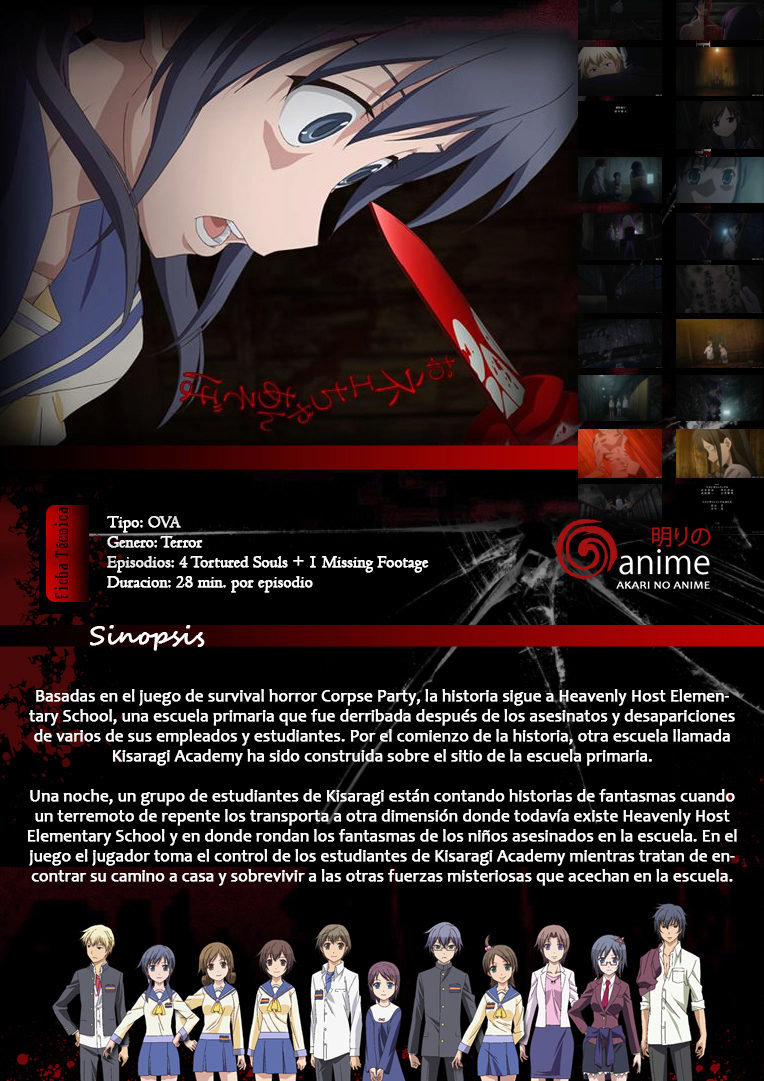 Ficha Técnica
Tipo: OVA
Genero: Terror
Episodios: 4 Tortured Souls + 1 Missing Footage
Duracion: 28 min. por episodio
明りの
anime
AKARI NO ANIME
Sinopsis
Basadas en el juego de survival horror Corpse Party, la historia sigue a Heavenly Host Elemen-
tary School, una escuela primaria que fue derribada después de los asesinatos y desapariciones
de varios de sus empleados y estudiantes. Por el comienzo de la historia, otra escuela llamada
Kisaragi Academy ha sido construida sobre el sitio de la escuela primaria.
Una noche, un grupo de estudiantes de Kisaragi están contando historias de fantasmas cuando
un terremoto de repente los transporta a otra dimensión donde todavía existe Heavenly Host
Elementary School y en donde rondan los fantasmas de los niños asesinados en la escuela. En el
juego el jugador toma el control de los estudiantes de Kisaragi Academy mientras tratan de en-
contrar su camino a casa y sobrevivir a las otras fuerzas misteriosas que acechan en la escuela.